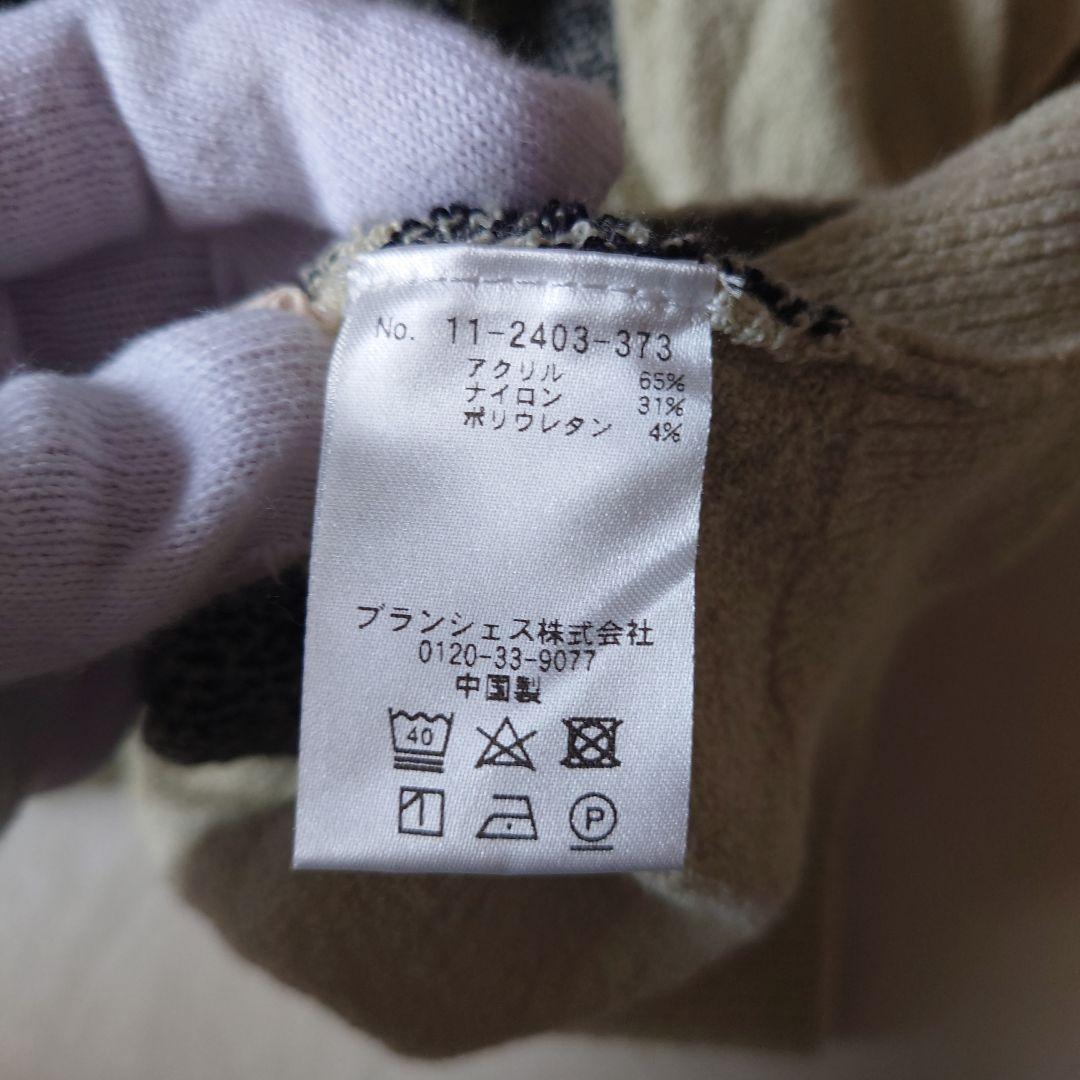 No. 11-2403-373
アクリル 65%
ナイロン 31%
ポリウレタン 4%
ブランシェス株式会社
0120-33-9077
中国製
40
P